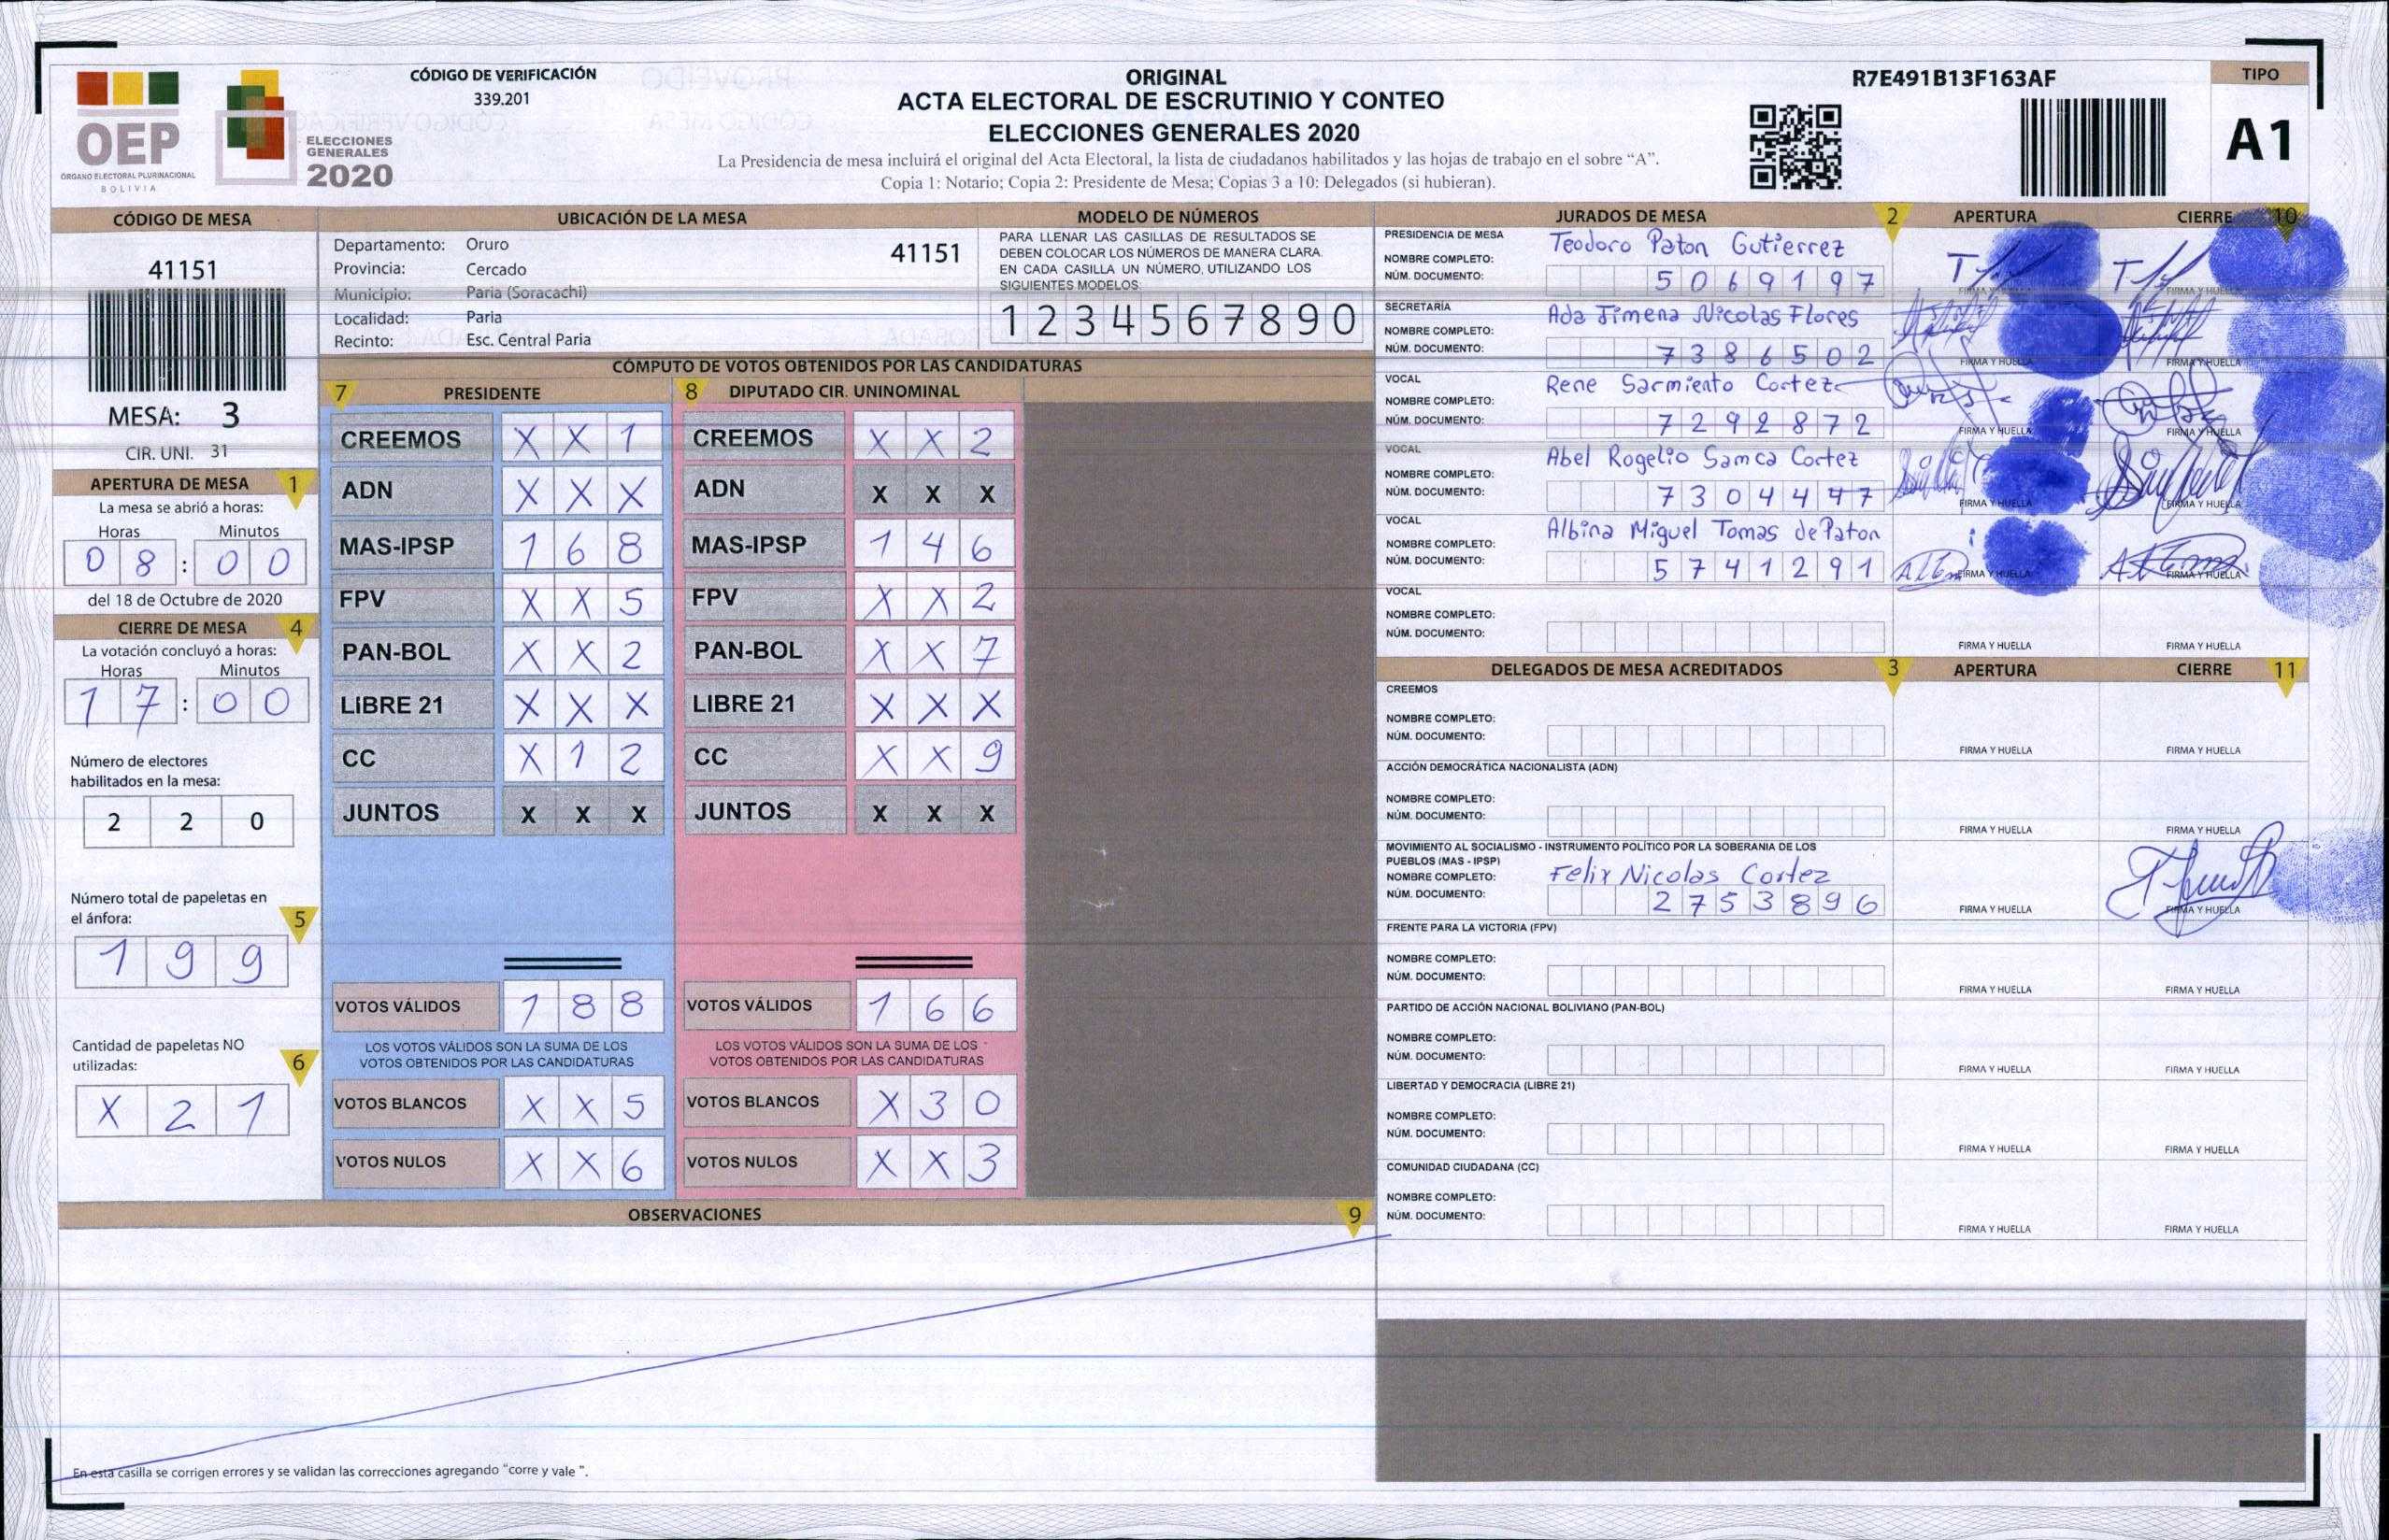 OEP
ÓRGANO ELECTORAL PLURINACIONAL
BOLIVIA
ELECCIONES
GENERALES
2020
CÓDIGO DE VERIFICACIÓN
339.201
ORIGINAL
ACTA ELECTORAL DE ESCRUTINIO Y CONTEO
ELECCIONES GENERALES 2020
La Presidencia de mesa incluirá el original del Acta Electoral, la lista de ciudadanos habilitados y las hojas de trabajo en el sobre “A”.
Copia 1: Notario; Copia 2: Presidente de Mesa; Copias 3 a 10: Delegados (si hubieran).
R7E491B13F163AF
TIPO
A1
CÓDIGO DE MESA
41151
MESA: 3
CIR. UNI. 31
APERTURA DE MESA 1
La mesa se abrió a horas:
Horas Minutos
0 8 : 0 0
del 18 de Octubre de 2020
CIERRE DE MESA 4
La votación concluyó a horas:
Horas Minutos
1 7 : 0 0
Número de electores
habilitados en la mesa:
2 2 0
Número total de papeletas en
el ánfora: 5
1 9 9
Cantidad de papeletas NO
utilizadas: 6
X 2 1
UBICACIÓN DE LA MESA
Departamento: Oruro 41151
Provincia: Cercado
Municipio: Paria (Soracachi)
Localidad: Paria
Recinto: Esc. Central Paria
MODELO DE NÚMEROS
PARA LLENAR LAS CASILLAS DE RESULTADOS SE
DEBEN COLOCAR LOS NÚMEROS DE MANERA CLARA.
EN CADA CASILLA UN NÚMERO, UTILIZANDO LOS
SIGUIENTES MODELOS:
1 2 3 4 5 6 7 8 9 0
CÓMPUTO DE VOTOS OBTENIDOS POR LAS CANDIDATURAS
7 PRESIDENTE
CREEMOS X X 1
ADN X X X
MAS-IPSP 1 6 8
FPV X X 5
PAN-BOL X X 2
LIBRE 21 X X X
CC X 1 2
JUNTOS X X X
VOTOS VÁLIDOS 1 8 8
LOS VOTOS VÁLIDOS SON LA SUMA DE LOS
VOTOS OBTENIDOS POR LAS CANDIDATURAS
VOTOS BLANCOS X X 5
VOTOS NULOS X X 6
8 DIPUTADO CIR. UNINOMINAL
CREEMOS X X 2
ADN X X X
MAS-IPSP 1 4 6
FPV X X 2
PAN-BOL X X 7
LIBRE 21 X X X
CC X X 9
JUNTOS X X X
VOTOS VÁLIDOS 1 6 6
LOS VOTOS VÁLIDOS SON LA SUMA DE LOS
VOTOS OBTENIDOS POR LAS CANDIDATURAS
VOTOS BLANCOS X 3 0
VOTOS NULOS X X 3
OBSERVACIONES 9
En esta casilla se corrigen errores y se validan las correcciones agregando “corre y vale ”.
JURADOS DE MESA 2 APERTURA CIERRE 10
PRESIDENCIA DE MESA
NOMBRE COMPLETO: Teodoro Paton Gutierrez
NÚM. DOCUMENTO: 5 0 6 9 1 9 7
FIRMA Y HUELLA
SECRETARÍA
NOMBRE COMPLETO: Ada Jimena Nicolas Flores
NÚM. DOCUMENTO: 7 3 8 6 5 0 2
FIRMA Y HUELLA FIRMA Y HUELLA
VOCAL
NOMBRE COMPLETO: Rene Sarmiento Cortez
NÚM. DOCUMENTO: 7 2 9 2 8 7 2
FIRMA Y HUELLA FIRMA Y HUELLA
VOCAL
NOMBRE COMPLETO: Abel Rogelio Samca Cortez
NÚM. DOCUMENTO: 7 3 0 4 4 4 7
FIRMA Y HUELLA FIRMA Y HUELLA
VOCAL
NOMBRE COMPLETO: Albina Miguel Tomas de Paton
NÚM. DOCUMENTO: 5 7 4 1 2 9 1
FIRMA Y HUELLA FIRMA Y HUELLA
VOCAL
NOMBRE COMPLETO:
NÚM. DOCUMENTO:
FIRMA Y HUELLA FIRMA Y HUELLA
DELEGADOS DE MESA ACREDITADOS 3 APERTURA CIERRE 11
CREEMOS
NOMBRE COMPLETO:
NÚM. DOCUMENTO:
FIRMA Y HUELLA FIRMA Y HUELLA
ACCIÓN DEMOCRÁTICA NACIONALISTA (ADN)
NOMBRE COMPLETO:
NÚM. DOCUMENTO:
FIRMA Y HUELLA FIRMA Y HUELLA
MOVIMIENTO AL SOCIALISMO - INSTRUMENTO POLÍTICO POR LA SOBERANIA DE LOS
PUEBLOS (MAS - IPSP)
NOMBRE COMPLETO: Felix Nicolas Cortez
NÚM. DOCUMENTO: 2 7 5 3 8 9 6
FIRMA Y HUELLA FIRMA Y HUELLA
FRENTE PARA LA VICTORIA (FPV)
NOMBRE COMPLETO:
NÚM. DOCUMENTO:
FIRMA Y HUELLA FIRMA Y HUELLA
PARTIDO DE ACCIÓN NACIONAL BOLIVIANO (PAN-BOL)
NOMBRE COMPLETO:
NÚM. DOCUMENTO:
FIRMA Y HUELLA FIRMA Y HUELLA
LIBERTAD Y DEMOCRACIA (LIBRE 21)
NOMBRE COMPLETO:
NÚM. DOCUMENTO:
FIRMA Y HUELLA FIRMA Y HUELLA
COMUNIDAD CIUDADANA (CC)
NOMBRE COMPLETO:
NÚM. DOCUMENTO:
FIRMA Y HUELLA FIRMA Y HUELLA